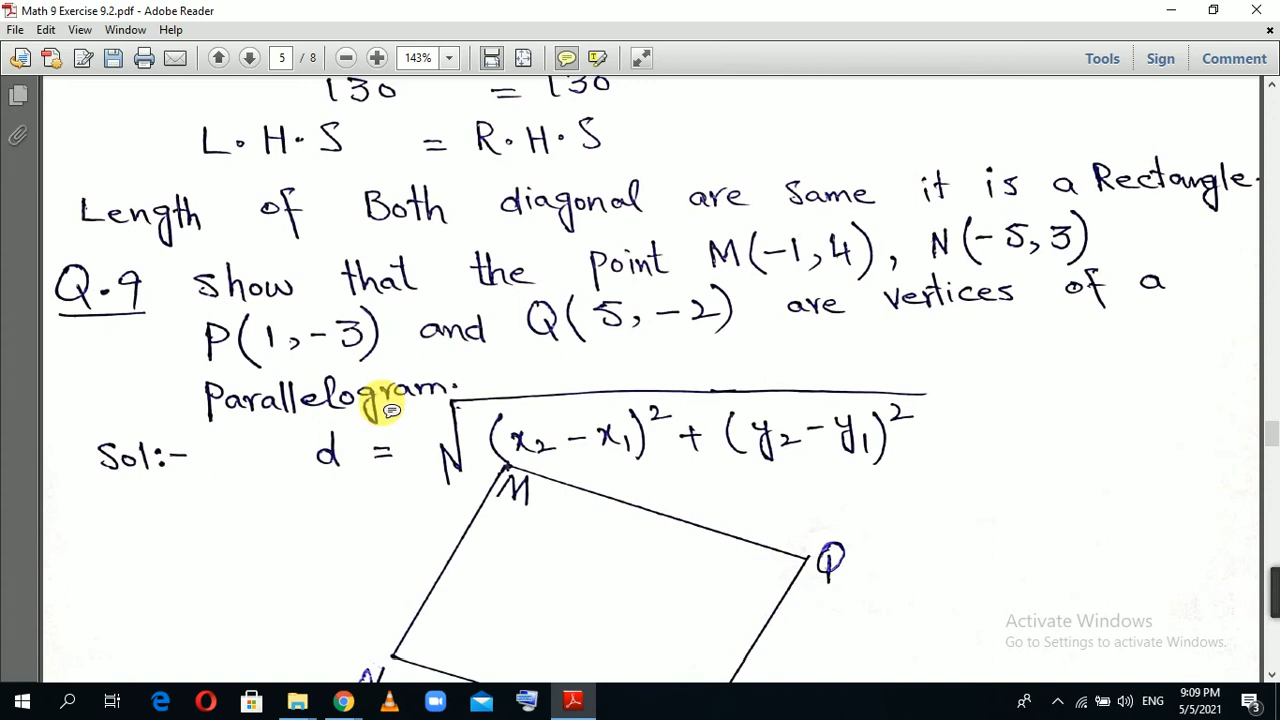 Math 9 Exercise 9.2.pdf - Adobe Reader
File Edit View Window Help
5 / 8 143% Tools Sign Comment
130 = 130
L.H.S = R.H.S
Length of Both diagonal are same it is a Rectangle.
Q.9 show that the point M(-1,4), N(-5,3)
P(1,-3) and Q(5,-2) are vertices of a
Parallelogram.
Sol:- d = √(x₂-x₁)²+(y₂-y₁)²
M
Q
N
Activate Windows
Go to Settings to activate Windows.
ENG
9:09 PM
5/5/2021
3